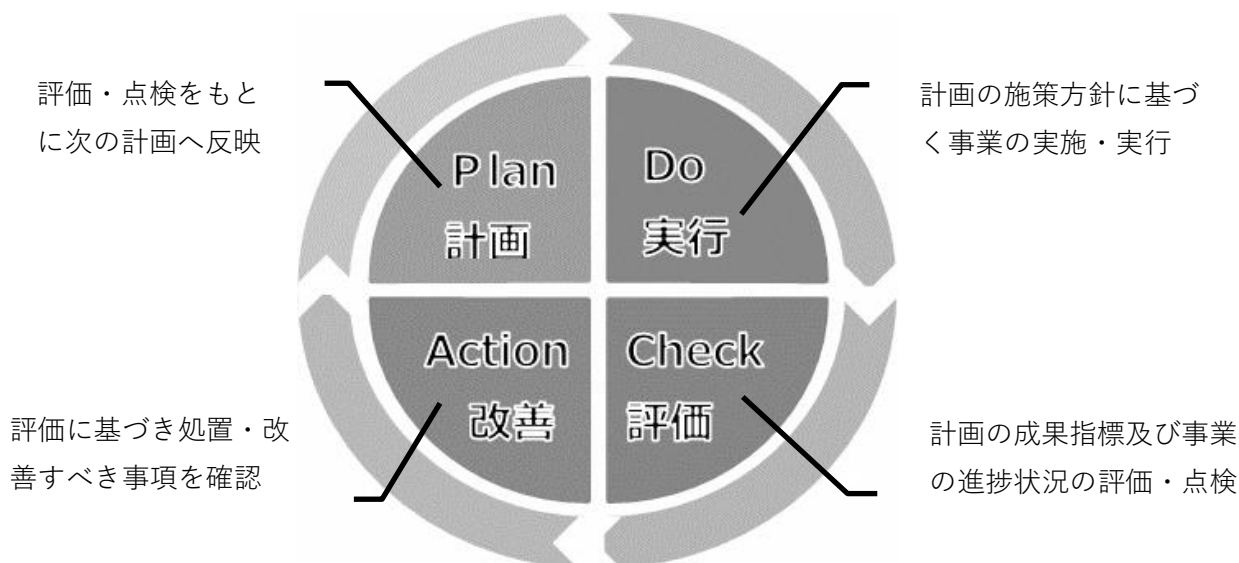 評価・点検をもと
に次の計画へ反映
Plan
計画
Do
実行
計画の施策方針に基づ
く事業の実施・実行
評価に基づき処置・改
善すべき事項を確認
Action
改善
Check
評価
計画の成果指標及び事業
の進捗状況の評価・点検